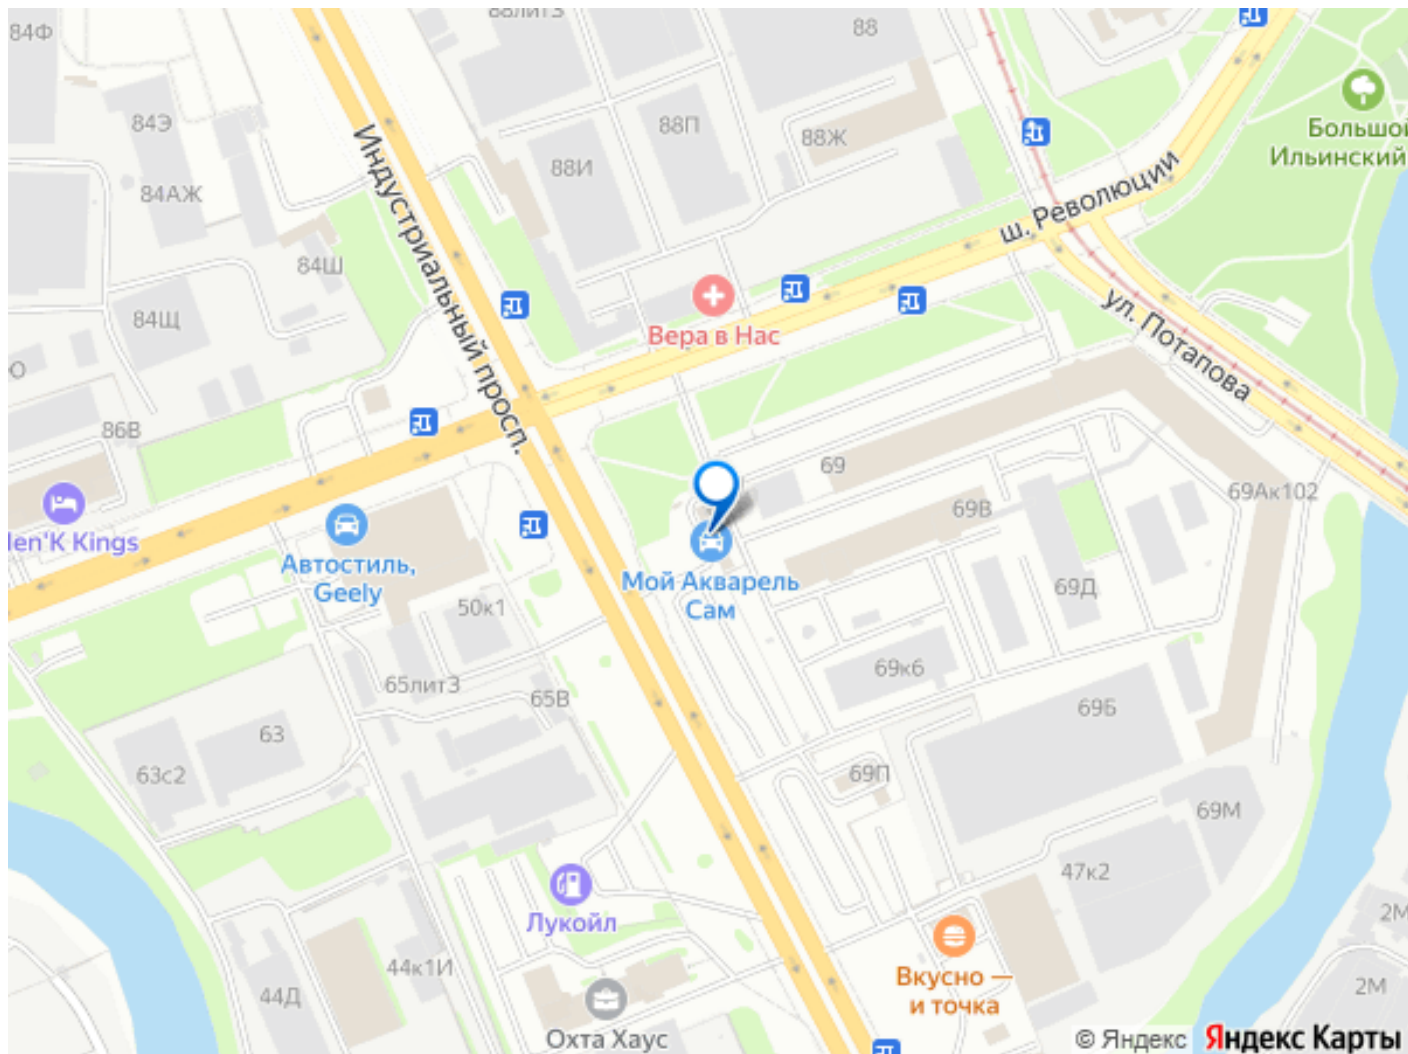 84Ф
88лит3
88
84Э
88П
88Ж
Большой
Ильинский
88И
84АЖ
Индустриальный просп.
ш. Революции
84Ш
84Щ
Вера в Нас
ул. Потапова
86В
69
69Ак102
69В
Автостиль,
Geely
Мой Акварель
Сам
69Д
50к1
69к6
65лит3
65В
69Б
63
63с2
69П
69М
47к2
Лукойл
2М
44к1И
44Д
Вкусно —
и точка
2М
Охта Хаус
© Яндекс Яндекс Карты